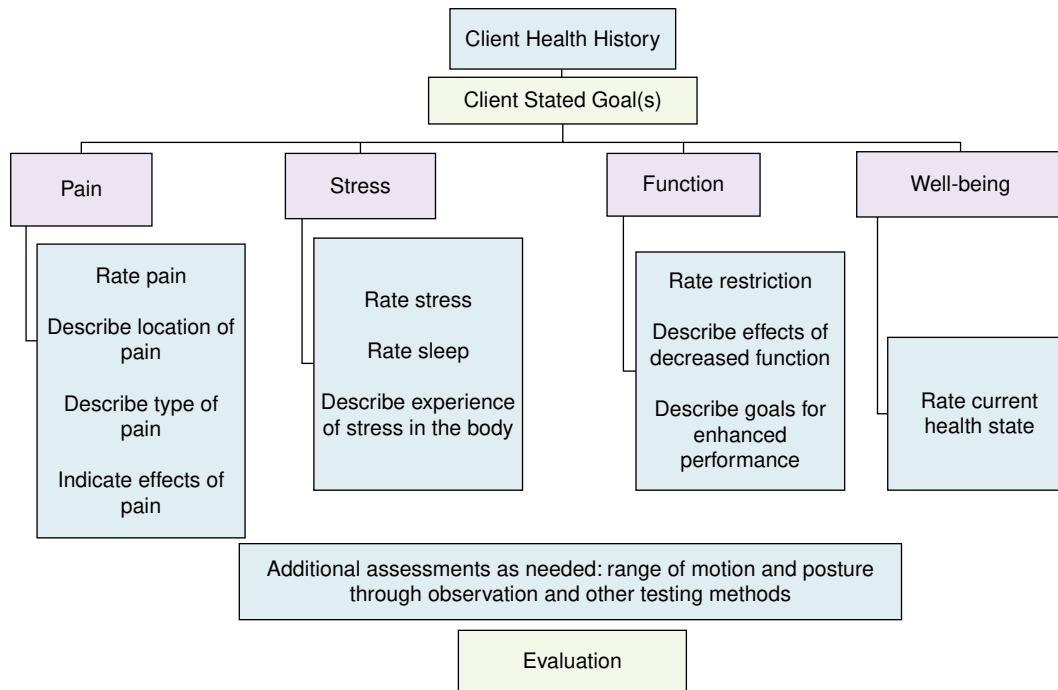 Client Health History
Client Stated Goal(s)
Pain
Stress
Function
Well-being
Rate pain
Describe location of
pain
Describe type of
pain
Indicate effects of
pain
Rate stress
Rate sleep
Describe experience
of stress in the body
Rate restriction
Describe effects of
decreased function
Describe goals for
enhanced
performance
Rate current
health state
Additional assessments as needed: range of motion and posture
through observation and other testing methods
Evaluation